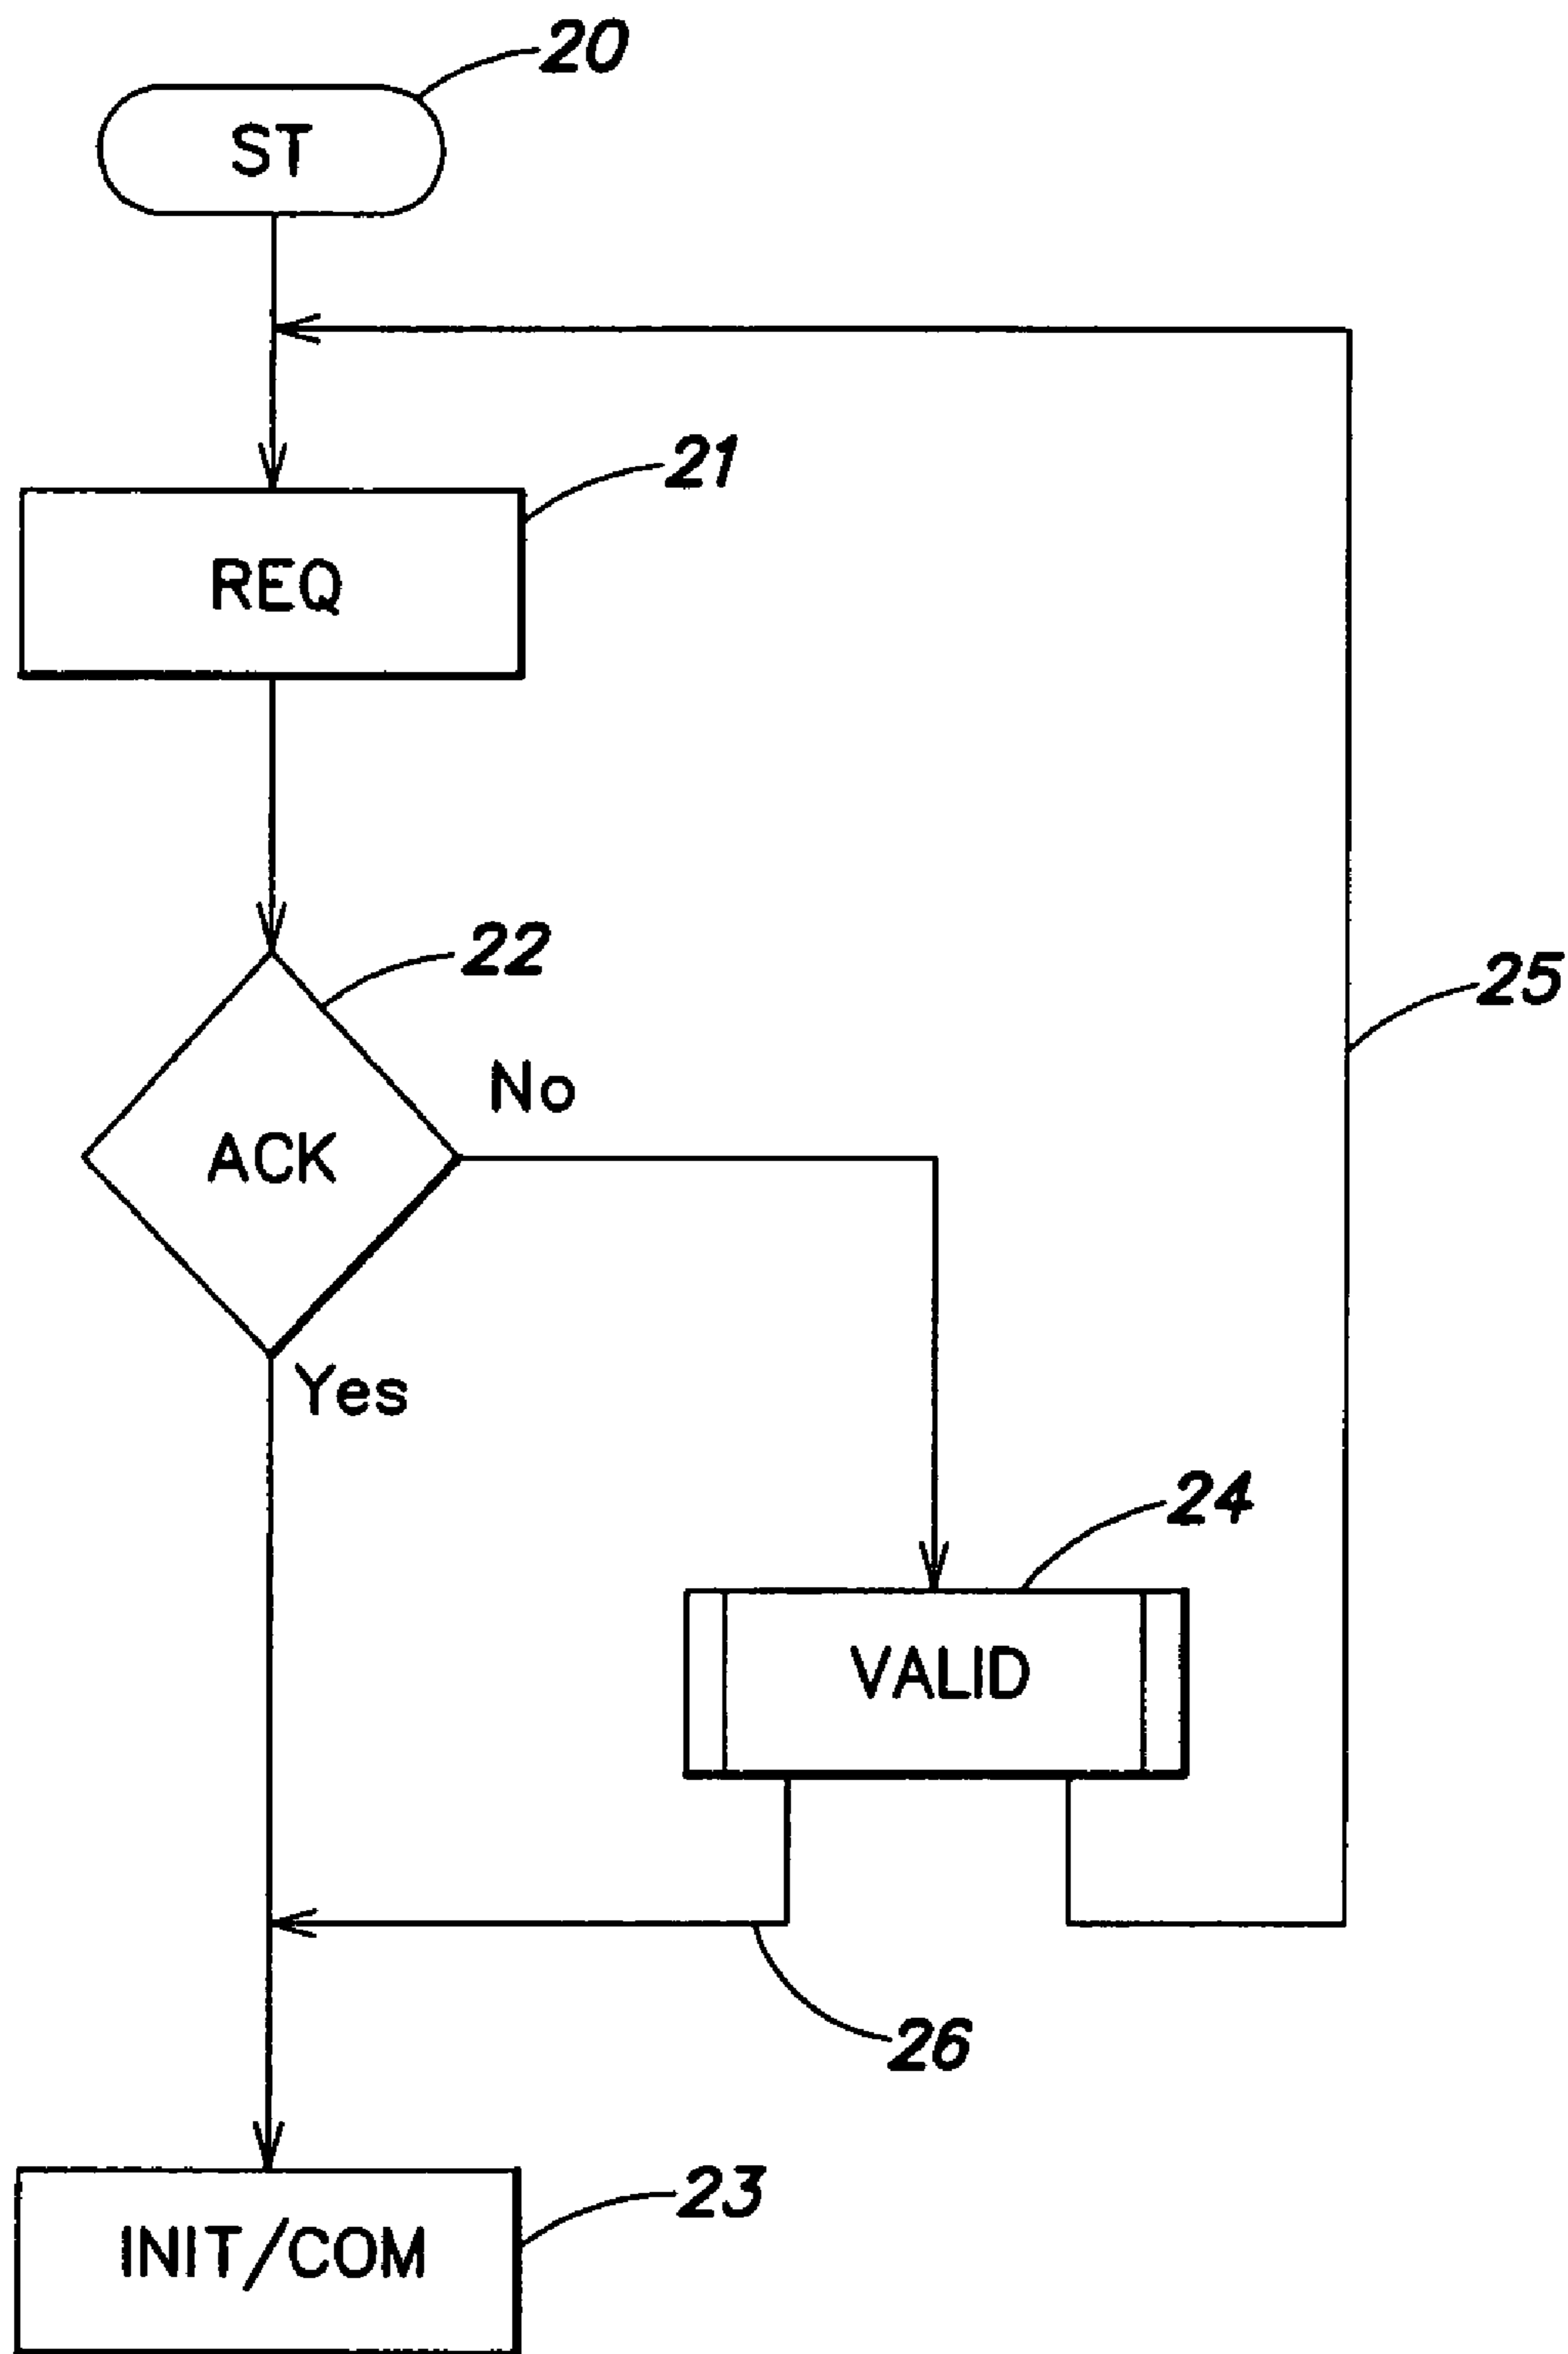 20
ST
21
REQ
22
No
25
ACK
Yes
24
VALID
26
23
INIT/COM